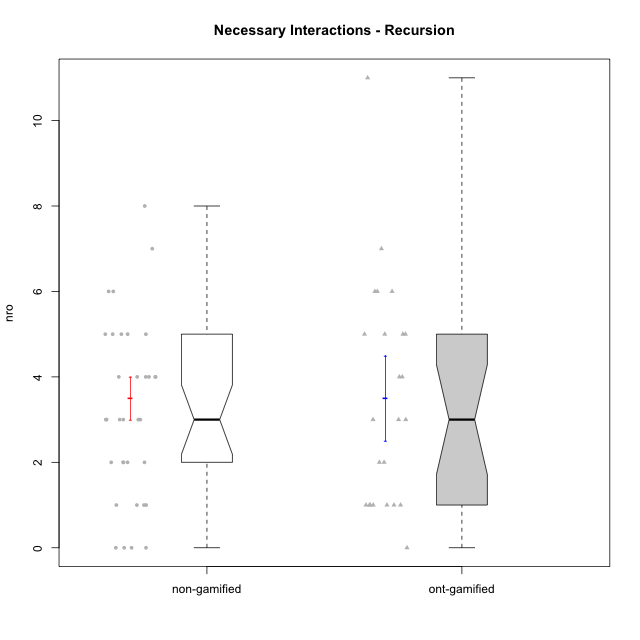 Necessary Interactions - Recursion
nro
10
8
6
4
2
0
non-gamified
ont-gamified